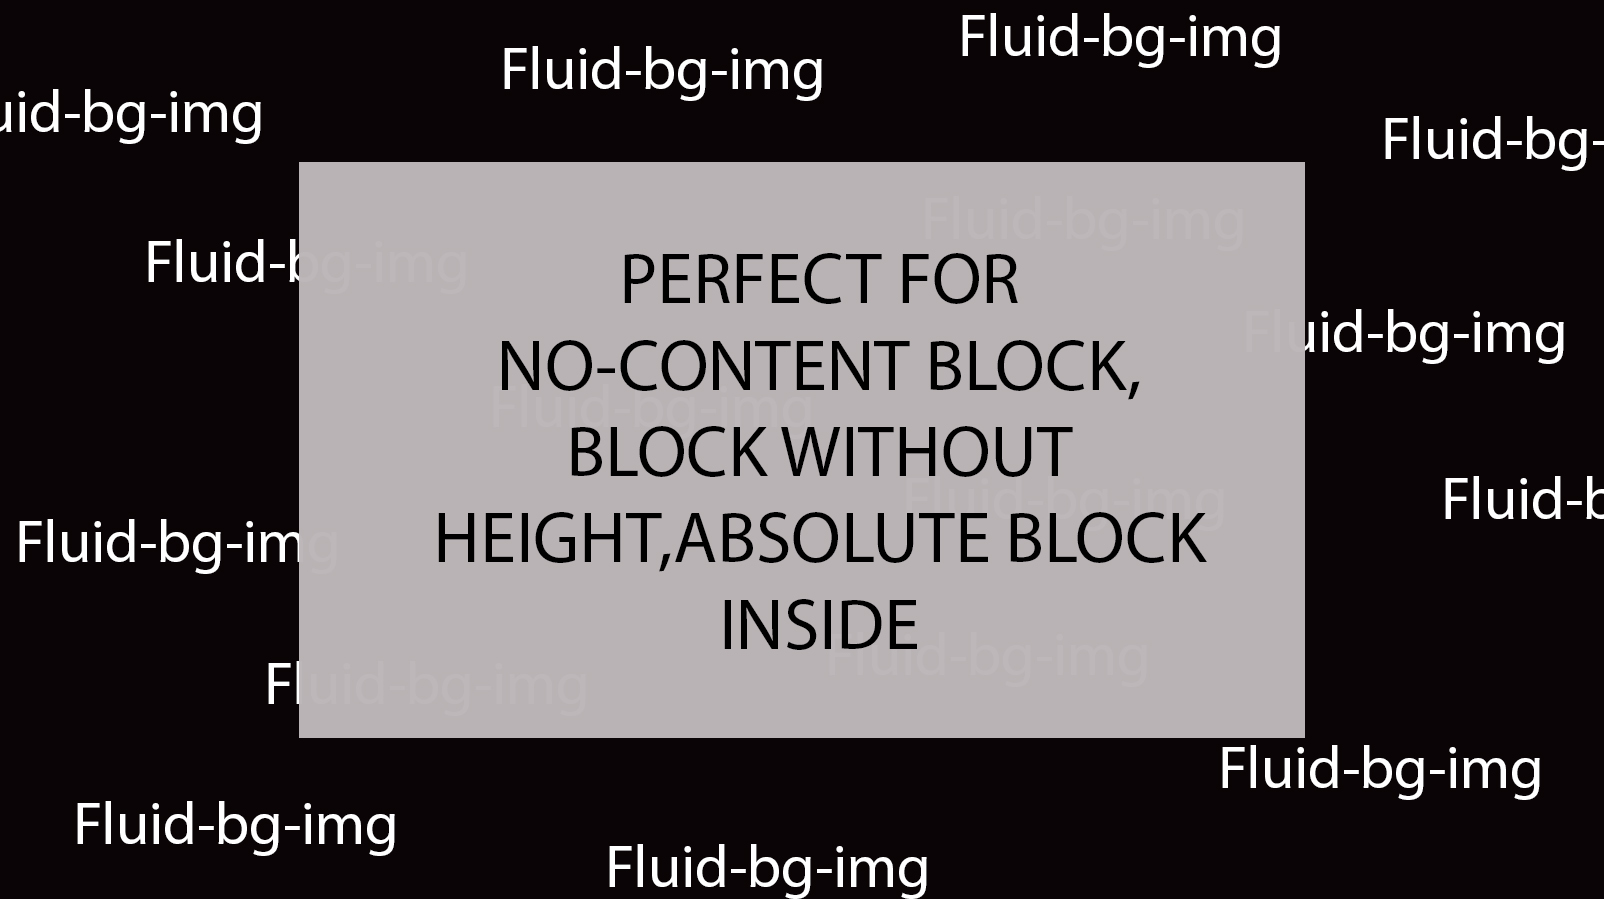 Fluid-bg-img
Fluid-bg-img
uid-bg-img
Fluid-bg-
Fluid-bg-img
Fluid-bg-img
PERFECT FOR
Fluid-bg-img
NO-CONTENT BLOCK,
Fluid-bg-img
BLOCK WITHOUT
Fluid-bg-img
Fluid-b
HEIGHT,ABSOLUTE BLOCK
Fluid-bg-img
INSIDE
Fluid-bg-img
Fluid-bg-img
Fluid-bg-img
Fluid-bg-img
Fluid-bg-img